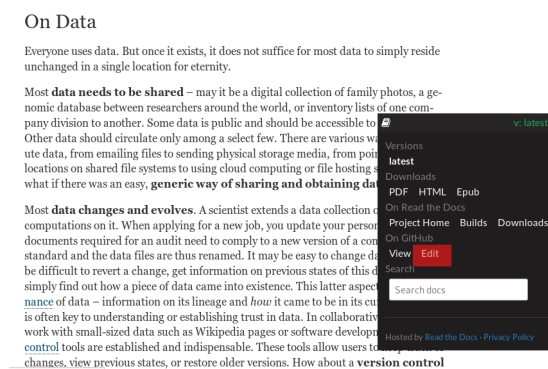 On Data
Everyone uses data. But once it exists, it does not suffice for most data to simply reside
unchanged in a single location for eternity.
Most data needs to be shared – may it be a digital collection of family photos, a ge-
nomic database between researchers around the world, or inventory lists of one com-
pany division to another. Some data is public and should be accessible to
Other data should circulate only among a select few. There are various
ute data, from emailing files to sending physical storage media, from
locations on shared file systems to using cloud computing or file hosting
what if there was an easy, generic way of sharing and obtaining
Most data changes and evolves. A scientist extends a data collection
computations on it. When applying for a new job, you update your
documents required for an audit need to comply to a new version of a
standard and the data files are thus renamed. It may be easy to change
be difficult to revert a change, get information on previous states of this
simply find out how a piece of data came into existence. This latter
nance of data – information on its lineage and how it came to be in its
is often key to understanding or establishing trust in data. In
work with small-sized data such as Wikipedia pages or software
control tools are established and indispensable. These tools allow users to
changes, view previous states, or restore older versions. How about a version control
v: latest
Versions
latest
Downloads
PDF HTML Epub
On Read the Docs
Project Home Builds Downloads
On GitHub
View Edit
Search
Search docs
Hosted by Read the Docs · Privacy Policy